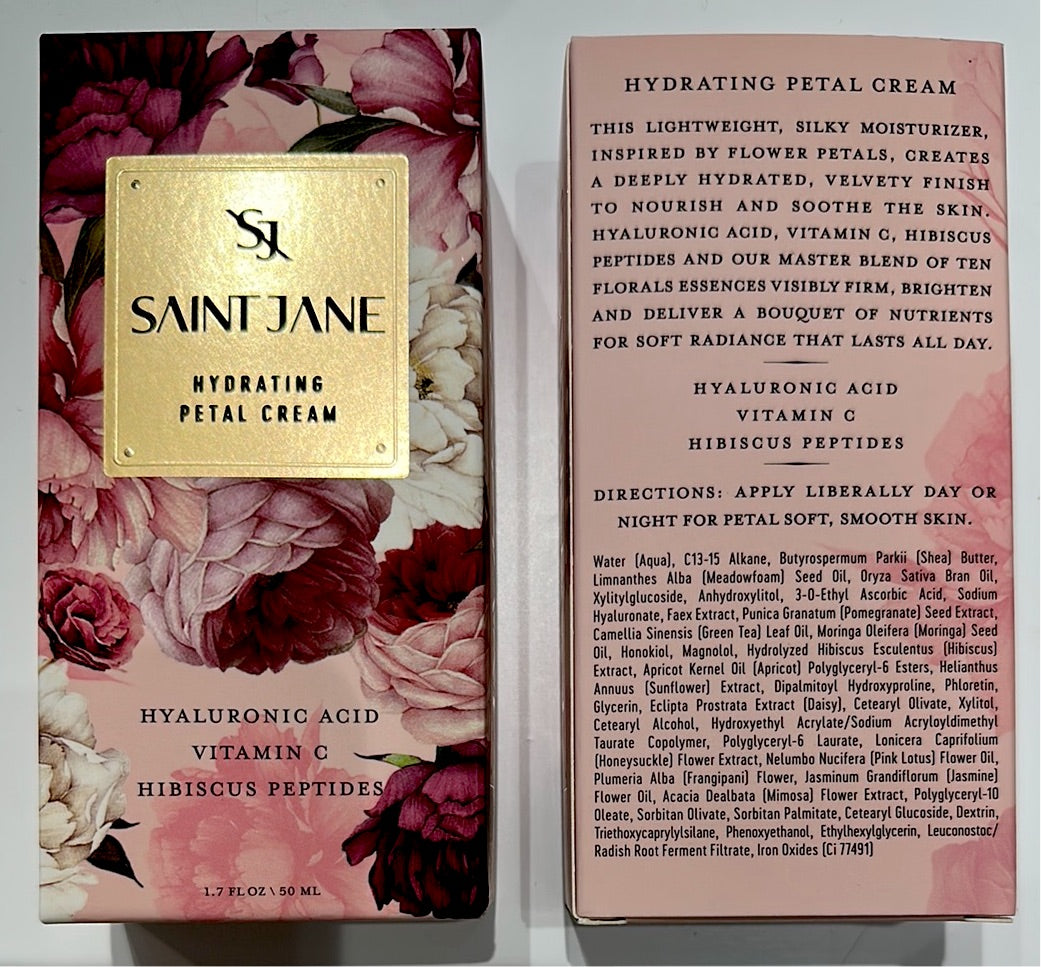 SJ
SAINT JANE
HYDRATING
PETAL CREAM
HYALURONIC ACID
VITAMIN C
HIBISCUS PEPTIDES
1.7 FL OZ \ 50 ML
HYDRATING PETAL CREAM
THIS LIGHTWEIGHT, SILKY MOISTURIZER,
INSPIRED BY FLOWER PETALS, CREATES
A DEEPLY HYDRATED, VELVETY FINISH
TO NOURISH AND SOOTHE THE SKIN.
HYALURONIC ACID, VITAMIN C, HIBISCUS
PEPTIDES AND OUR MASTER BLEND OF TEN
FLORALS ESSENCES VISIBLY FIRM, BRIGHTEN
AND DELIVER A BOUQUET OF NUTRIENTS
FOR SOFT RADIANCE THAT LASTS ALL DAY.
HYALURONIC ACID
VITAMIN C
HIBISCUS PEPTIDES
DIRECTIONS: APPLY LIBERALLY DAY OR
NIGHT FOR PETAL SOFT, SMOOTH SKIN.
Water (Aqua), C13-15 Alkane, Butyrospermum Parkii (Shea) Butter,
Limnanthes Alba (Meadowfoam) Seed Oil, Oryza Sativa Bran Oil,
Xylitylglucoside, Anhydroxylitol, 3-O-Ethyl Ascorbic Acid, Sodium
Hyaluronate, Faex Extract, Punica Granatum (Pomegranate) Seed Extract,
Camellia Sinensis (Green Tea) Leaf Oil, Moringa Oleifera (Moringa) Seed
Oil, Honokiol, Magnolol, Hydrolyzed Hibiscus Esculentus (Hibiscus)
Extract, Apricot Kernel Oil (Apricot) Polyglyceryl-6 Esters, Helianthus
Annuus (Sunflower) Extract, Dipalmitoyl Hydroxyproline, Phloretin,
Glycerin, Eclipta Prostrata Extract (Daisy), Cetearyl Olivate, Xylitol,
Cetearyl Alcohol, Hydroxyethyl Acrylate/Sodium Acryloyldimethyl
Taurate Copolymer, Polyglyceryl-6 Laurate, Lonicera Caprifolium
(Honeysuckle) Flower Extract, Nelumbo Nucifera (Pink Lotus) Flower Oil,
Plumeria Alba (Frangipani) Flower, Jasminum Grandiflorum (Jasmine)
Flower Oil, Acacia Dealbata (Mimosa) Flower Extract, Polyglyceryl-10
Oleate, Sorbitan Olivate, Sorbitan Palmitate, Cetearyl Glucoside, Dextrin,
Triethoxycaprylylsilane, Phenoxyethanol, Ethylhexylglycerin, Leuconostoc/
Radish Root Ferment Filtrate, Iron Oxides (Ci 77491)